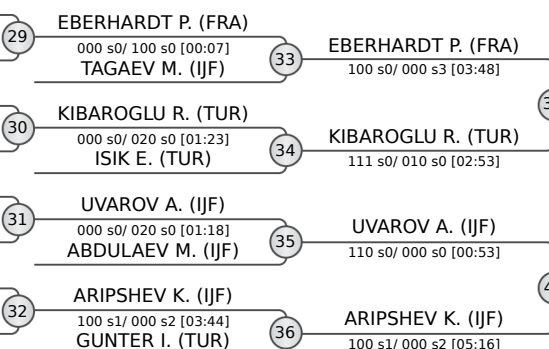 EBERHARDT P. (FRA)
29
000 s0/ 100 s0 [00:07]
TAGAEV M. (IJF)
33
EBERHARDT P. (FRA)
100 s0/ 000 s3 [03:48]
KIBAROGLU R. (TUR)
30
000 s0/ 020 s0 [01:23]
ISIK E. (TUR)
34
KIBAROGLU R. (TUR)
111 s0/ 010 s0 [02:53]
UVAROV A. (IJF)
31
000 s0/ 020 s0 [01:18]
ABDULAEV M. (IJF)
35
UVAROV A. (IJF)
110 s0/ 000 s0 [00:53]
ARIPSHEV K. (IJF)
32
100 s1/ 000 s2 [03:44]
GUNTER I. (TUR)
36
ARIPSHEV K. (IJF)
100 s1/ 000 s2 [05:16]